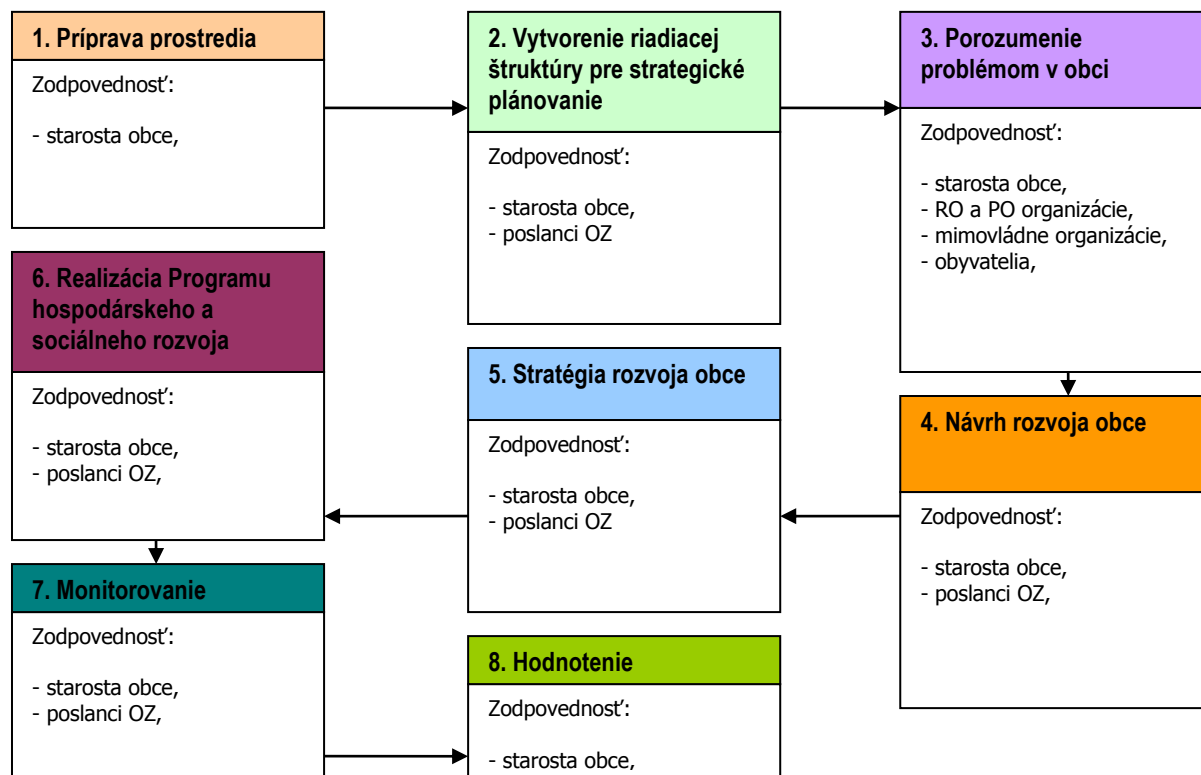 1. Príprava prostredia
Zodpovednosť:
- starosta obce,
2. Vytvorenie riadiacej
štruktúry pre strategické
plánovanie
Zodpovednosť:
- starosta obce,
- poslanci OZ
3. Porozumenie
problémom v obci
Zodpovednosť:
- starosta obce,
- RO a PO organizácie,
- mimovládne organizácie,
- obyvatelia,
4. Návrh rozvoja obce
Zodpovednosť:
- starosta obce,
- poslanci OZ,
5. Stratégia rozvoja obce
Zodpovednosť:
- starosta obce,
- poslanci OZ
6. Realizácia Programu
hospodárskeho a
sociálneho rozvoja
Zodpovednosť:
- starosta obce,
- poslanci OZ,
7. Monitorovanie
Zodpovednosť:
- starosta obce,
- poslanci OZ,
8. Hodnotenie
Zodpovednosť:
- starosta obce,